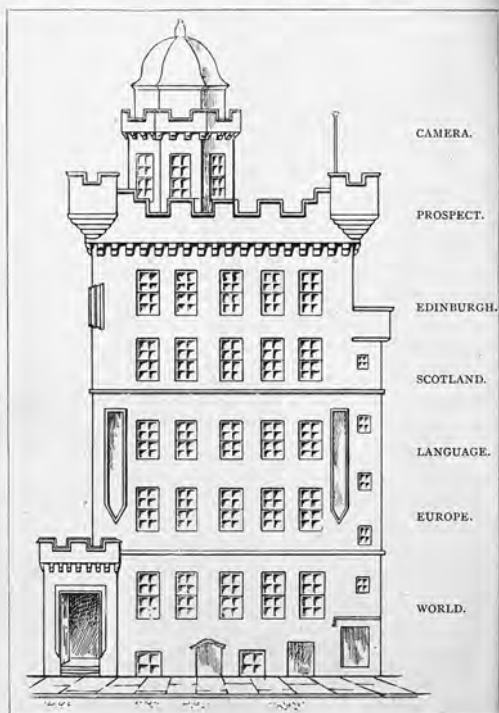 CAMERA.
PROSPECT.
EDINBURGH.
SCOTLAND.
LANGUAGE.
EUROPE.
WORLD.